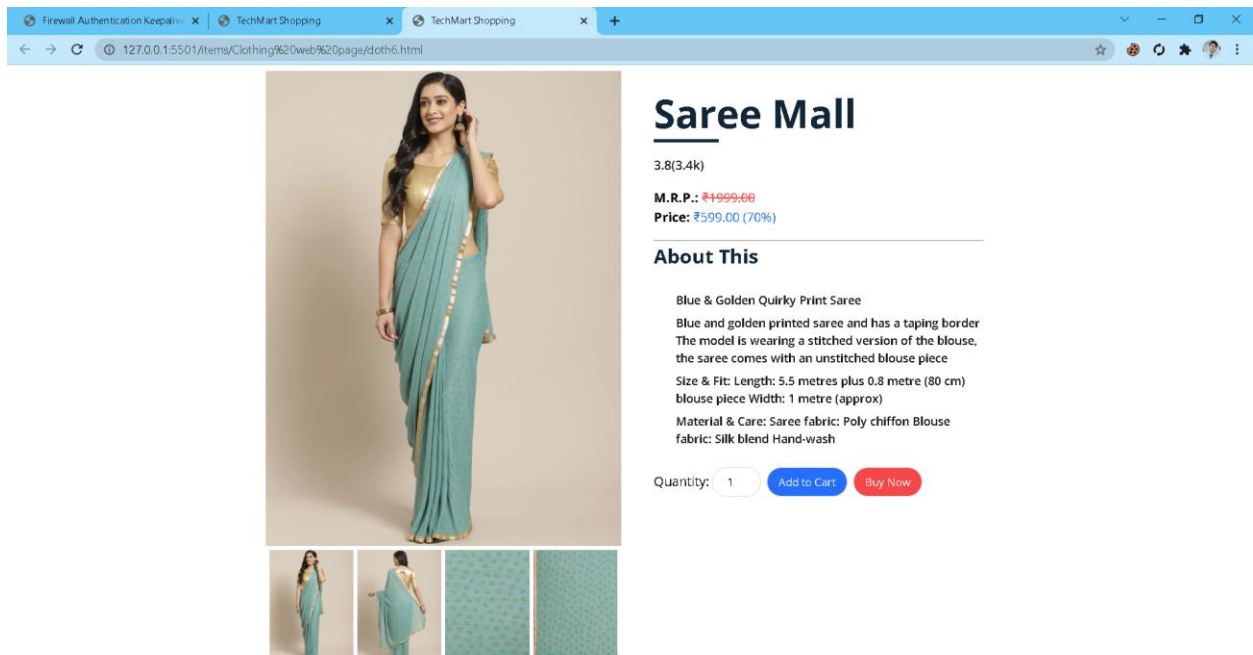 Firewall Authentication Keepalive
TechMart Shopping
TechMart Shopping
127.0.0.1:5501/items/Clothing%20web%20page/cloth6.html
Saree Mall
3.8(3.4k)
M.R.P.: ₹1999.00
Price: ₹599.00 (70%)
About This
Blue & Golden Quirky Print Saree
Blue and golden printed saree and has a taping border
The model is wearing a stitched version of the blouse,
the saree comes with an unstitched blouse piece
Size & Fit: Length: 5.5 metres plus 0.8 metre (80 cm)
blouse piece Width: 1 metre (approx)
Material & Care: Saree fabric: Poly chiffon Blouse
fabric: Silk blend Hand-wash
Quantity: 1 Add to Cart Buy Now